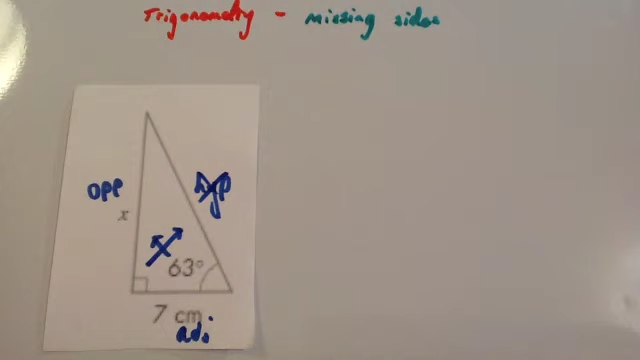 Trigonometry - missing sides
opp
hyp
x
63°
7 cm
adj